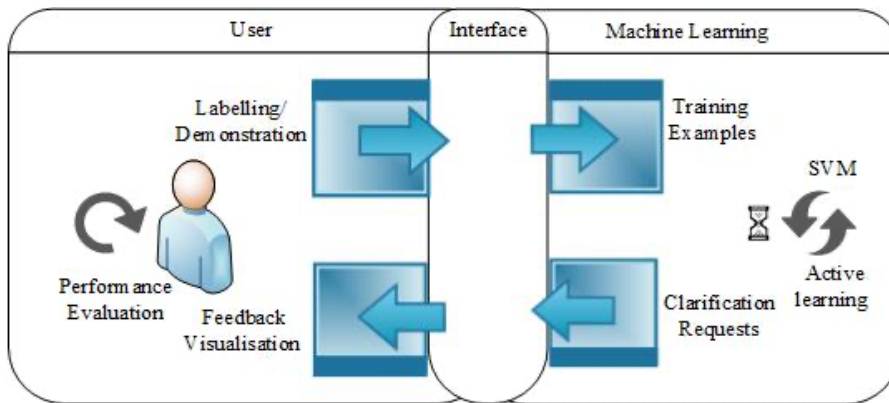 User
Interface
Machine Learning
Labelling/
Demonstration
Training
Examples
SVM
Performance
Evaluation
Feedback
Visualisation
Clarification
Requests
Active
learning